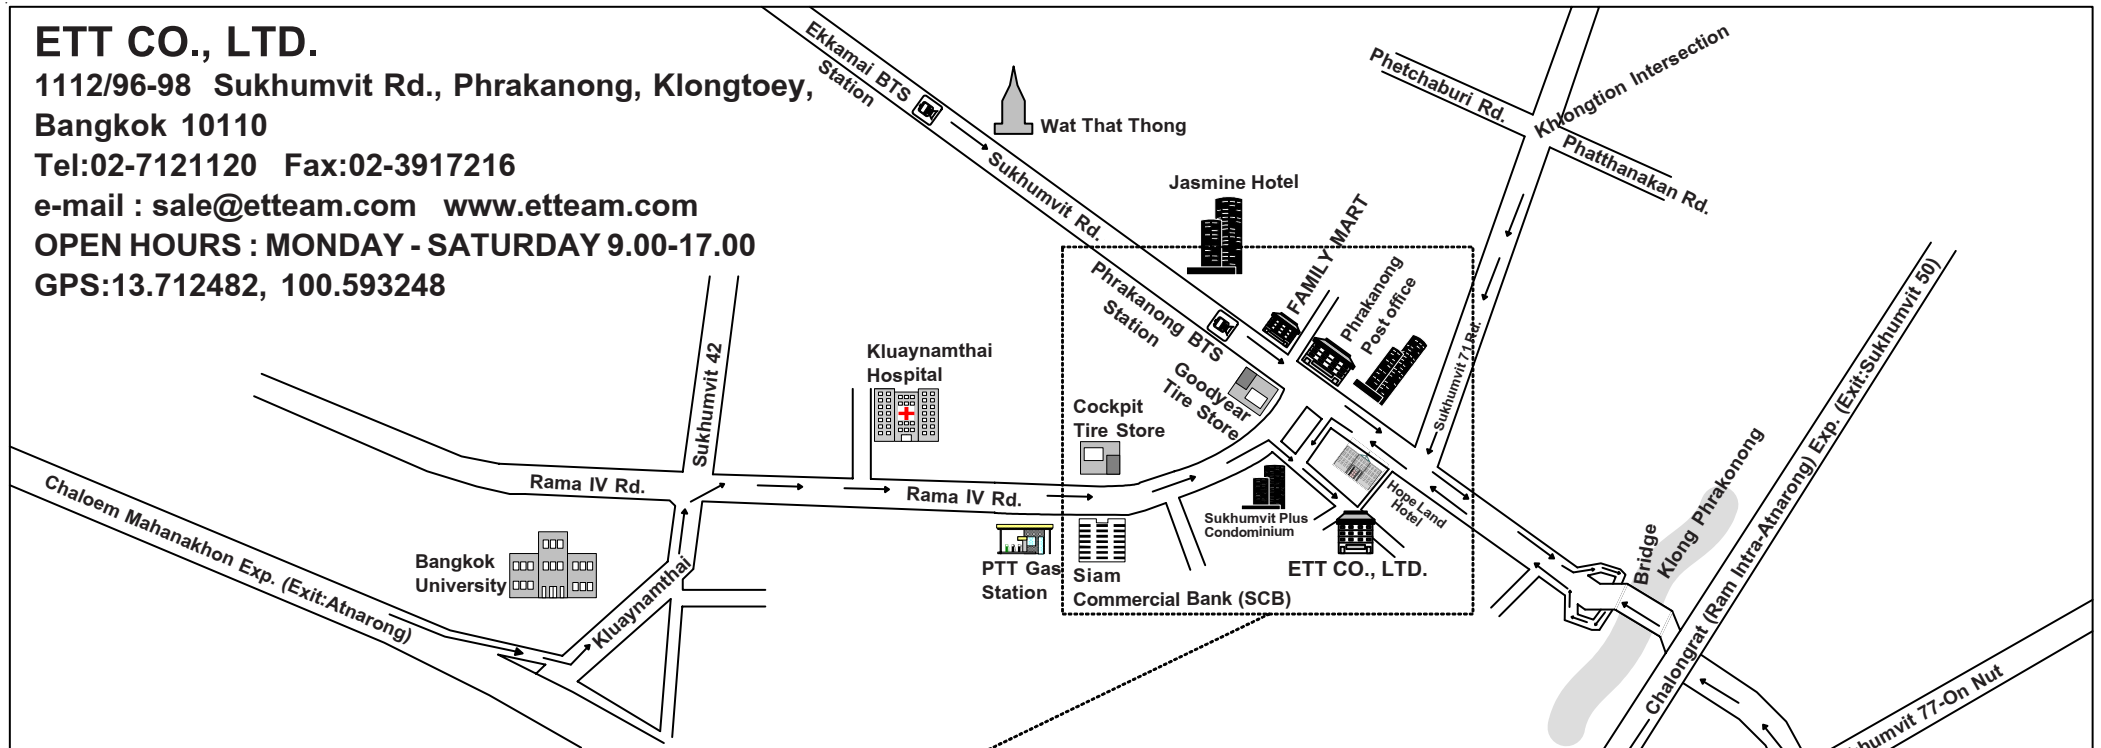 ETT CO., LTD.
1112/96-98 Sukhumvit Rd., Phrakanong, Klongtoey,
Bangkok 10110
Tel:02-7121120 Fax:02-3917216
e-mail : sale@etteam.com www.etteam.com
OPEN HOURS : MONDAY - SATURDAY 9.00-17.00
GPS:13.712482, 100.593248
Ekkamai BTS
Station
Wat That Thong
Sukhumvit Rd.
Phetchaburi Rd.
Khlongtion Intersection
Phatthanakan Rd.
Jasmine Hotel
FAMILY MART
Phrakanong
Post office
Phrakanong BTS
Station
Sukhumvit 71 Rd.
Chalongrat (Ram Intra-Atnarong) Exp. (Exit:Sukhumvit 50)
Sukhumvit 42
Kluaynamthai
Hospital
Goodyear
Tire Store
Cockpit
Tire Store
Rama IV Rd.
Rama IV Rd.
Hope Land
Hotel
Sukhumvit Plus
Condominium
Chaloem Mahanakhon Exp. (Exit:Atnarong)
Bangkok
University
Kluaynamthai
PTT Gas
Station
Siam
Commercial Bank (SCB)
ETT CO., LTD.
Bridge
Klong Phrakonong
humvit 77-On Nut